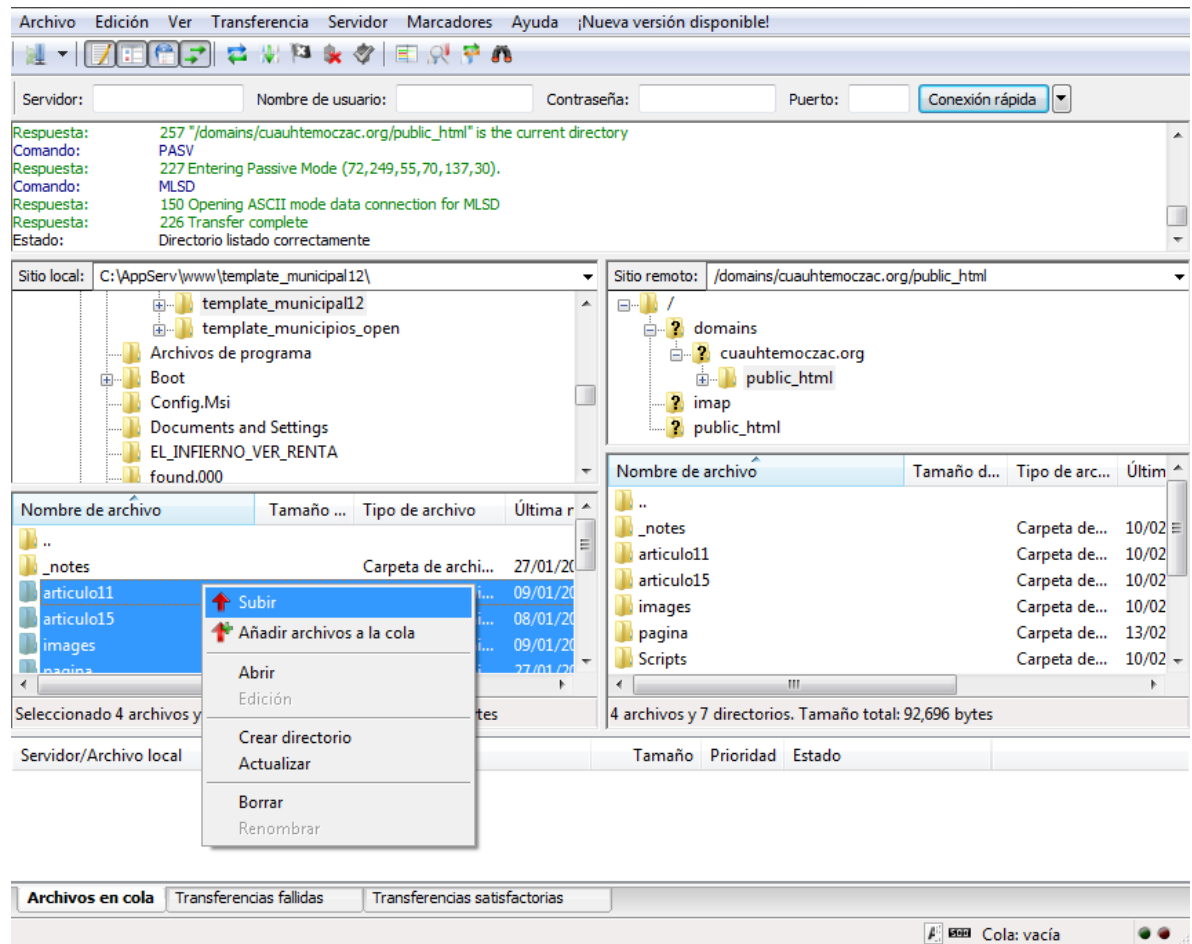 Archivo Edición Ver Transferencia Servidor Marcadores Ayuda ¡Nueva versión disponible!
Servidor: Nombre de usuario: Contraseña: Puerto: Conexión rápida
Respuesta: 257 "/domains/cuauhtemoczac.org/public_html" is the current directory
Comando: PASV
Respuesta: 227 Entering Passive Mode (72,249,55,70,137,30).
Comando: MLSD
Respuesta: 150 Opening ASCII mode data connection for MLSD
Respuesta: 226 Transfer complete
Estado: Directorio listado correctamente
Sitio local: C:\AppServ\www\template_municipal12\
template_municipal12
template_municipios_open
Archivos de programa
Boot
Config.Msi
Documents and Settings
EL_INFIERNO_VER_RENTA
found.000
Nombre de archivo Tamaño ... Tipo de archivo Última r
..
_notes Carpeta de archi... 27/01/20
articulo11 i... 09/01/20
articulo15 i... 08/01/20
images i... 09/01/20
pagina i... 27/01/20
Seleccionado 4 archivos y tes
Subir
Añadir archivos a la cola
Abrir
Edición
Crear directorio
Actualizar
Borrar
Renombrar
Sitio remoto: /domains/cuauhtemoczac.org/public_html
/
domains
cuauhtemoczac.org
public_html
imap
public_html
Nombre de archivo Tamaño d... Tipo de arc... Últim
..
_notes Carpeta de... 10/02
articulo11 Carpeta de... 10/02
articulo15 Carpeta de... 10/02
images Carpeta de... 10/02
pagina Carpeta de... 13/02
Scripts Carpeta de... 10/02
4 archivos y 7 directorios. Tamaño total: 92,696 bytes
Servidor/Archivo local Tamaño Prioridad Estado
Archivos en cola Transferencias fallidas Transferencias satisfactorias
Cola: vacía